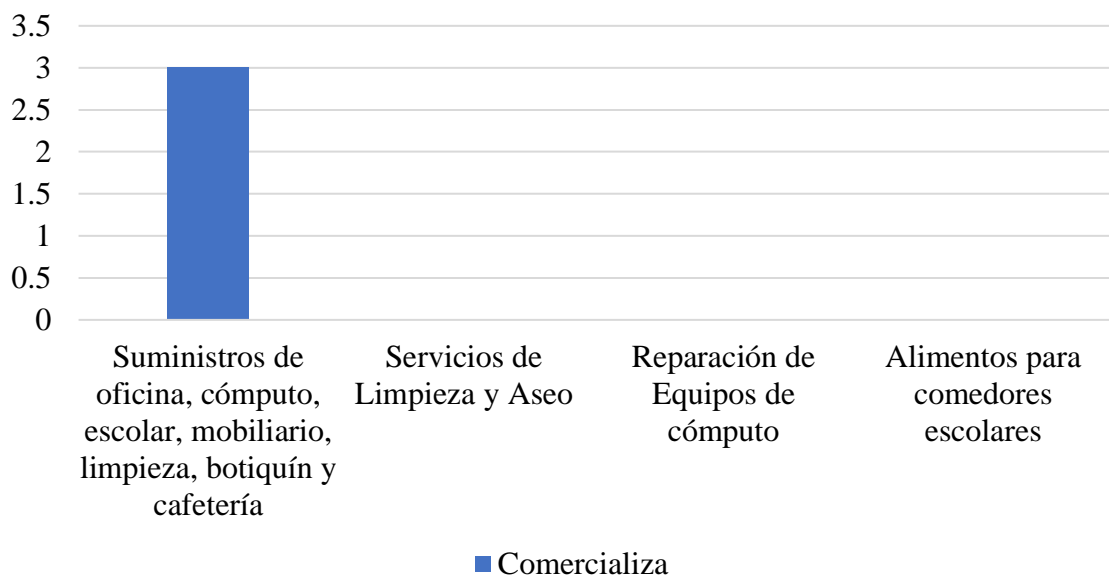 3.5
3
2.5
2
1.5
1
0.5
0
Suministros de
oficina, cómputo,
escolar, mobiliario,
limpieza, botiquín y
cafetería
Servicios de
Limpieza y Aseo
Reparación de
Equipos de
cómputo
Alimentos para
comedores
escolares
Comercializa